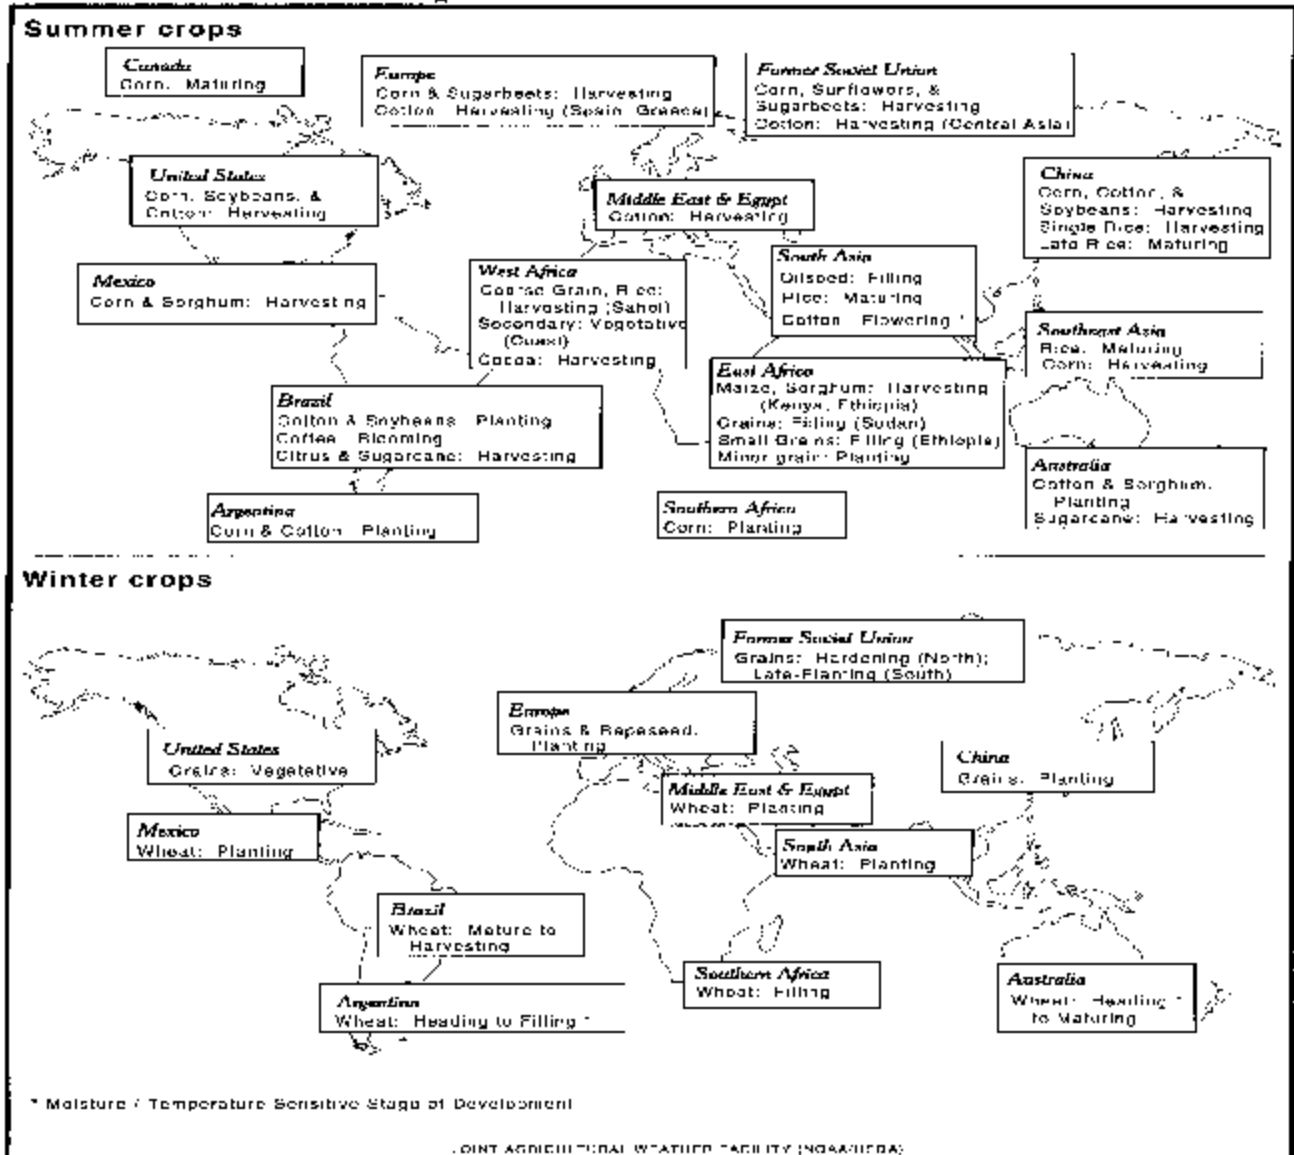 Summer crops
Canada
Corn: Maturing
Europe
Corn & Sugarbeets: Harvesting
Cotton: Harvesting (Spain, Greece)
Former Soviet Union
Corn, Sunflowers, &
Sugarbeets: Harvesting
Cotton: Harvesting (Central Asia)
United States
Corn, Soybeans, &
Cotton: Harvesting
Middle East & Egypt
Cotton: Harvesting
China
Corn, Cotton, &
Soybeans: Harvesting
Single Rice: Harvesting
Late Rice: Maturing
Mexico
Corn & Sorghum: Harvesting
West Africa
Coarse Grain, Rice:
Harvesting (Sahel)
Secondary: Vegetative
(Coast)
Cocoa: Harvesting
South Asia
Oilseed: Filling
Rice: Maturing
Cotton: Flowering *
Southeast Asia
Rice: Maturing
Corn: Harvesting
Brazil
Cotton & Soybeans: Planting
Coffee: Blooming
Citrus & Sugarcane: Harvesting
East Africa
Maize, Sorghum: Harvesting
(Kenya, Ethiopia)
Grains: Filling (Sudan)
Small Grains: Filling (Ethiopia)
Minor grain: Planting
Australia
Cotton & Sorghum:
Planting
Sugarcane: Harvesting
Argentina
Corn & Cotton: Planting
Southern Africa
Corn: Planting
Winter crops
Former Soviet Union
Grains: Hardening (North);
Late-Planting (South)
Europe
Grains & Rapeseed:
Planting
United States
Grains: Vegetative
China
Grains: Planting
Middle East & Egypt
Wheat: Planting
Mexico
Wheat: Planting
South Asia
Wheat: Planting
Brazil
Wheat: Mature to
Harvesting
Southern Africa
Wheat: Filling
Australia
Wheat: Heading *
to Maturing
Argentina
Wheat: Heading to Filling *
* Moisture / Temperature Sensitive Stage of Development
JOINT AGRICULTURAL WEATHER FACILITY (NOAA/USDA)